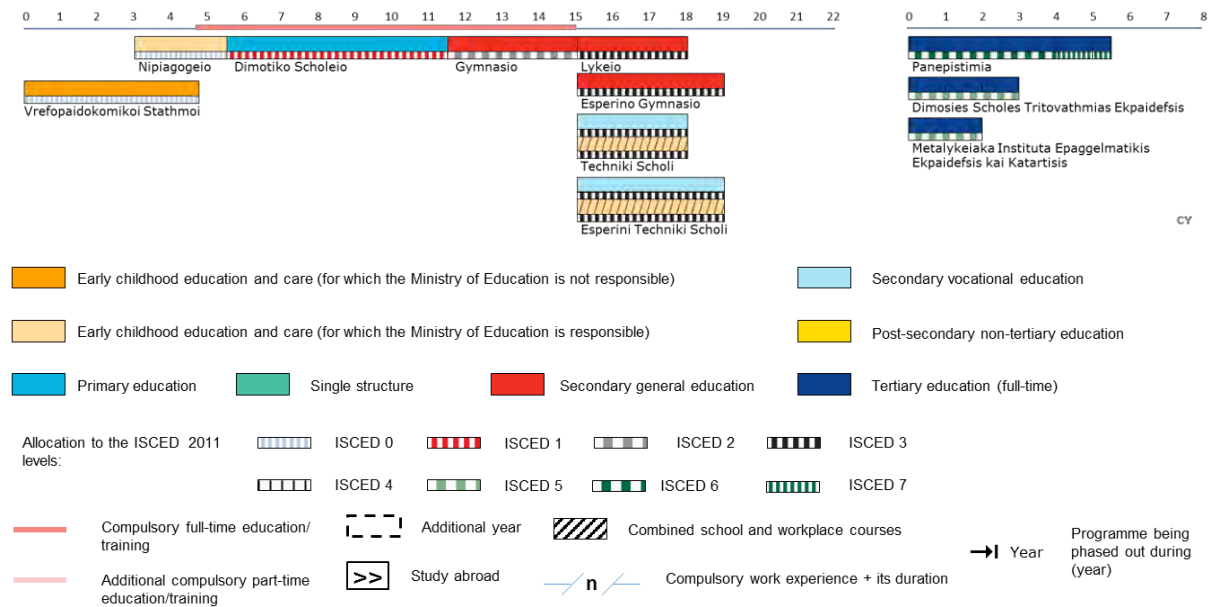 0 1 2 3 4 5 6 7 8 9 10 11 12 13 14 15 16 17 18 19 20 21 22 0 1 2 3 4 5 6 7 8
Nipiagogeio Dimotiko Scholeio Gymnasio Lykeio Panepistimia
Vrefopaidokomikoi Stathmoi Esperino Gymnasio Dimosies Scholes Tritovathmias Ekpaidefsis
Techniki Scholi Metalykeiaka Instituta Epaggelmatikis
Ekpaidefsis kai Katartisis
Esperini Techniki Scholi
CY
Early childhood education and care (for which the Ministry of Education is not responsible) Secondary vocational education
Early childhood education and care (for which the Ministry of Education is responsible) Post-secondary non-tertiary education
Primary education Single structure Secondary general education Tertiary education (full-time)
Allocation to the ISCED 2011
levels:
ISCED 0 ISCED 1 ISCED 2 ISCED 3
ISCED 4 ISCED 5 ISCED 6 ISCED 7
Compulsory full-time education/
training
Additional year Combined school and workplace courses
Additional compulsory part-time
education/training
>> Study abroad n Compulsory work experience + its duration
Year Programme being
phased out during
(year)